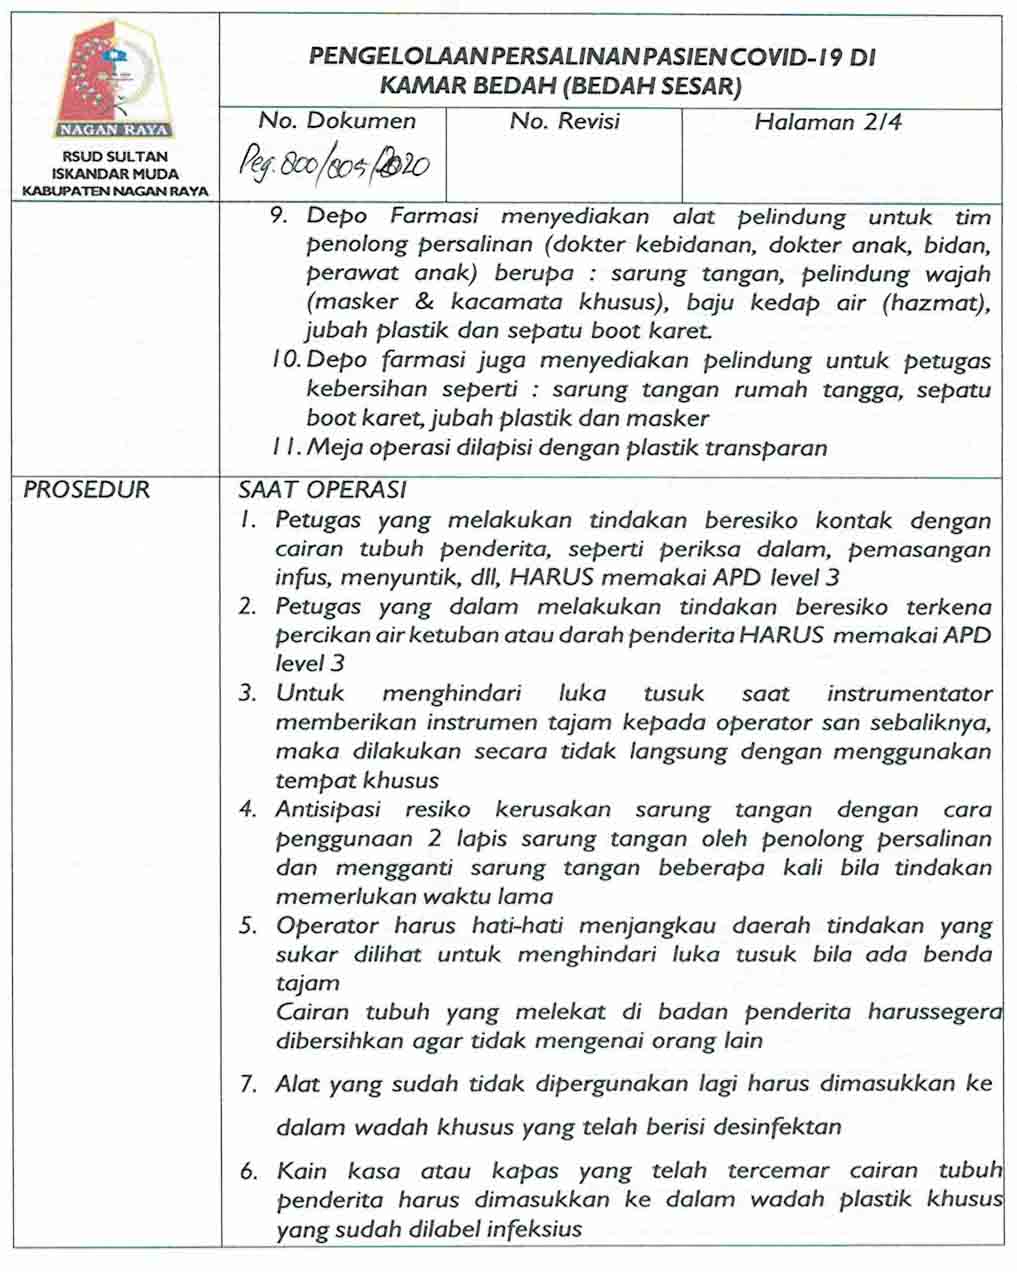 NAGAN RAYA
RSUD SULTAN
ISKANDAR MUDA
KABUPATEN NAGAN RAYA
PENGELOLAAN PERSALINAN PASIEN COVID-19 DI
KAMAR BEDAH (BEDAH SESAR)
No. Dokumen
Peg. 800/005/2020
No. Revisi
Halaman 2/4
9. Depo Farmasi menyediakan alat pelindung untuk tim
penolong persalinan (dokter kebidanan, dokter anak, bidan,
perawat anak) berupa : sarung tangan, pelindung wajah
(masker & kacamata khusus), baju kedap air (hazmat),
jubah plastik dan sepatu boot karet.
10. Depo farmasi juga menyediakan pelindung untuk petugas
kebersihan seperti : sarung tangan rumah tangga, sepatu
boot karet, jubah plastik dan masker
11. Meja operasi dilapisi dengan plastik transparan
PROSEDUR
SAAT OPERASI
1. Petugas yang melakukan tindakan beresiko kontak dengan
cairan tubuh penderita, seperti periksa dalam, pemasangan
infus, menyuntik, dll, HARUS memakai APD level 3
2. Petugas yang dalam melakukan tindakan beresiko terkena
percikan air ketuban atau darah penderita HARUS memakai APD
level 3
3. Untuk menghindari luka tusuk saat instrumentator
memberikan instrumen tajam kepada operator san sebaliknya,
maka dilakukan secara tidak langsung dengan menggunakan
tempat khusus
4. Antisipasi resiko kerusakan sarung tangan dengan cara
penggunaan 2 lapis sarung tangan oleh penolong persalinan
dan mengganti sarung tangan beberapa kali bila tindakan
memerlukan waktu lama
5. Operator harus hati-hati menjangkau daerah tindakan yang
sukar dilihat untuk menghindari luka tusuk bila ada benda
tajam
Cairan tubuh yang melekat di badan penderita harussegera
dibersihkan agar tidak mengenai orang lain
7. Alat yang sudah tidak dipergunakan lagi harus dimasukkan ke
dalam wadah khusus yang telah berisi desinfektan
6. Kain kasa atau kapas yang telah tercemar cairan tubuh
penderita harus dimasukkan ke dalam wadah plastik khusus
yang sudah dilabel infeksius